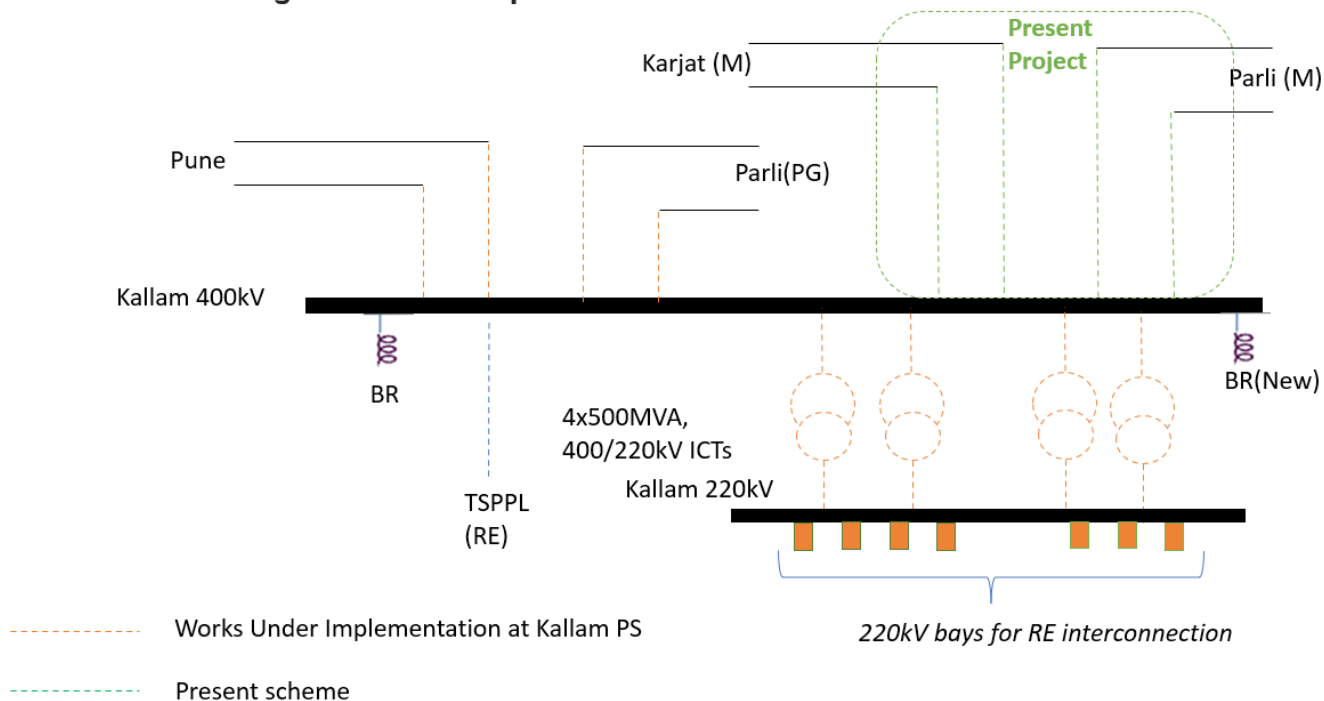 Present
Project
Karjat (M)
Parli (M)
Pune
Parli(PG)
Kallam 400kV
BR
BR(New)
4x500MVA,
400/220kV ICTs
Kallam 220kV
TSPPL
(RE)
Works Under Implementation at Kallam PS
220kV bays for RE interconnection
Present scheme